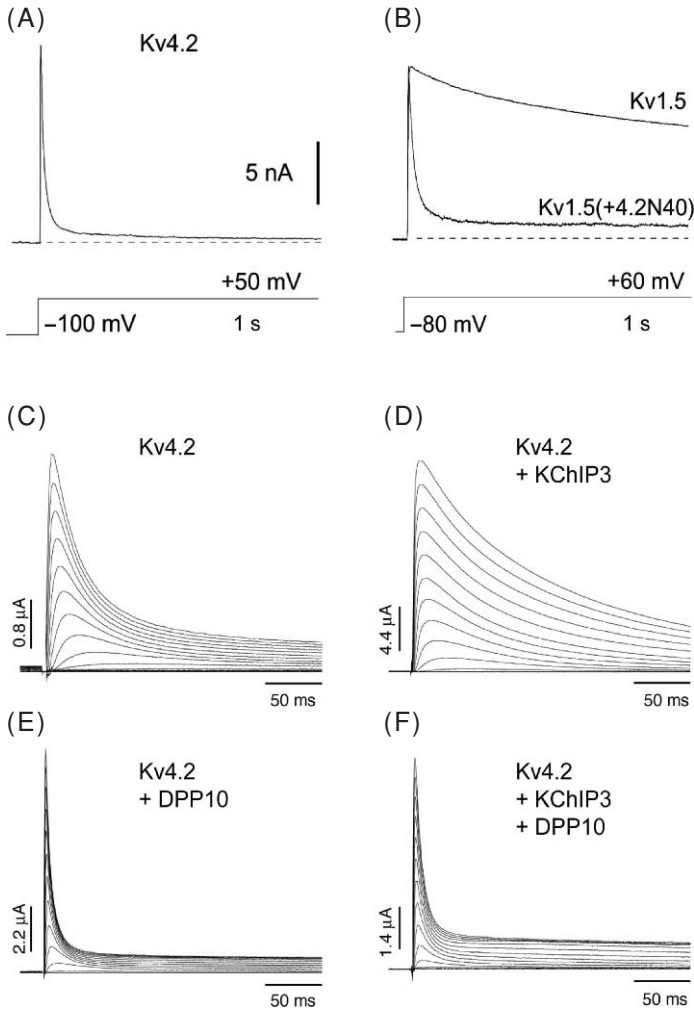 (A)
Kv4.2
5 nA
+50 mV
–100 mV
1 s
(B)
Kv1.5
Kv1.5(+4.2N40)
+60 mV
–80 mV
1 s
(C)
Kv4.2
0.8 µA
50 ms
(D)
Kv4.2
+ KChIP3
4.4 µA
50 ms
(E)
Kv4.2
+ DPP10
2.2 µA
50 ms
(F)
Kv4.2
+ KChIP3
+ DPP10
1.4 µA
50 ms